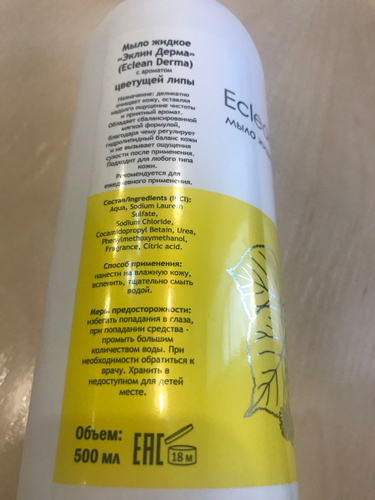 Мыло жидкое
«Эклин Дерма»
(Eclean Derma)
с ароматом
цветущей липы
Назначение: деликатно
очищает кожу, оставляя
надолго ощущение чистоты
и приятный аромат.
Обладает сбалансированной
мягкой формулой,
благодаря чему регулирует
гидролипидный баланс кожи
и не вызывает ощущения
сухости после применения.
Подходит для любого типа
кожи.
Рекомендуется для
ежедневного применения.
Состав/Ingredients (INCI):
Aqua, Sodium Laureth
Sulfate,
Sodium Chloride,
Cocamidopropyl Betain, Urea,
Phenylmethoxymethanol,
Fragrance, Citric acid.
Способ применения:
нанести на влажную кожу,
вспенить, тщательно смыть
водой.
Меры предосторожности:
избегать попадания в глаза,
при попадании средства -
промыть большим
количеством воды. При
необходимости обратиться к
врачу. Хранить в
недоступном для детей
месте.
Объем:
500 мл
EAC
18 м
мыло